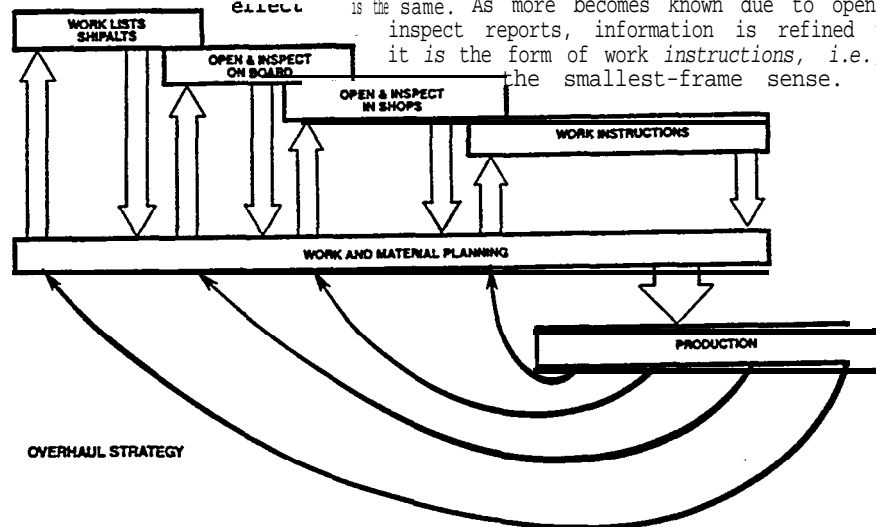 effect is the same. As more becomes known due to open
inspect reports, information is refined
it is the form of work instructions, i.e.,
the smallest-frame sense.
WORK LISTS
SHIPALTS
OPEN & INSPECT
ON BOARD
OPEN & INSPECT
IN SHOPS
WORK INSTRUCTIONS
WORK AND MATERIAL PLANNING
PRODUCTION
OVERHAUL STRATEGY